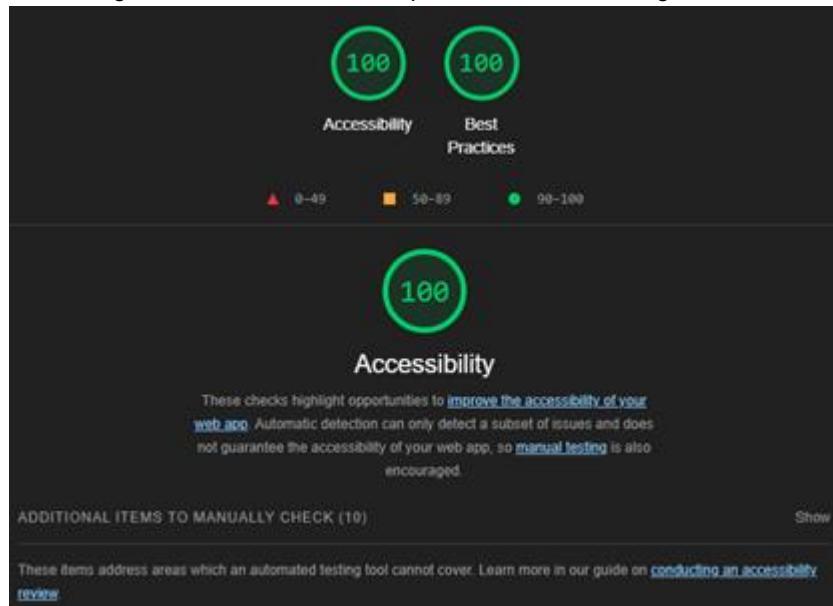 100 100
Accessibility Best
Practices
0-49 50-89 90-100
100
Accessibility
These checks highlight opportunities to improve the accessibility of your
web app. Automatic detection can only detect a subset of issues and does
not guarantee the accessibility of your web app, so manual testing is also
encouraged.
ADDITIONAL ITEMS TO MANUALLY CHECK (10) Show
These items address areas which an automated testing tool cannot cover. Learn more in our guide on conducting an accessibility
review.